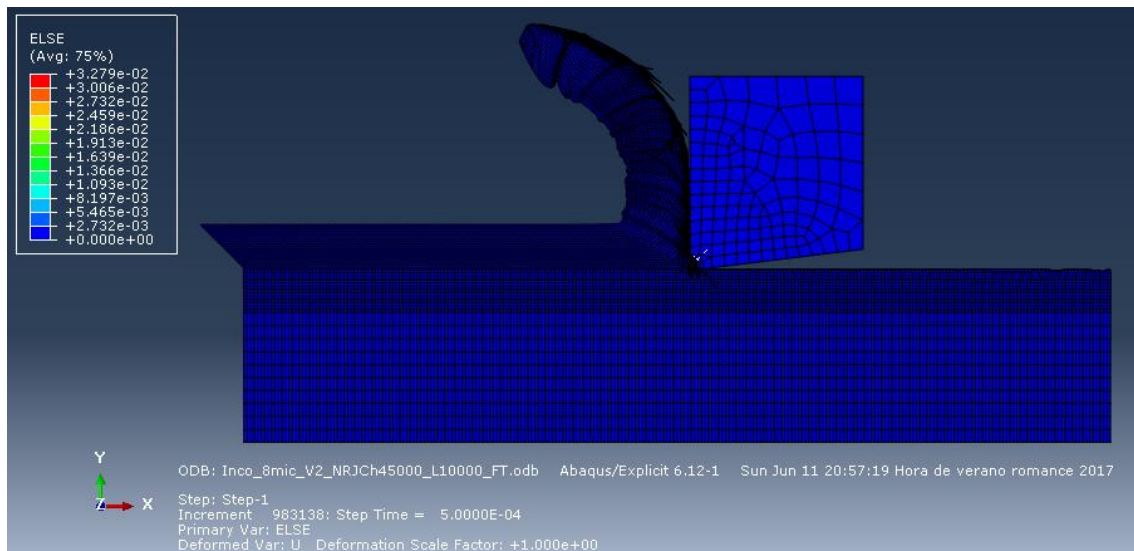 ELSE
(Avg: 75%)
+3.279e-02
+3.006e-02
+2.732e-02
+2.459e-02
+2.186e-02
+1.913e-02
+1.639e-02
+1.366e-02
+1.093e-02
+8.197e-03
+5.465e-03
+2.732e-03
+0.000e+00
Y
Z X
ODB: Inco_8mic_V2_NRJCh45000_L10000_FT.odb Abaqus/Explicit 6.12-1 Sun Jun 11 20:57:19 Hora de verano romance 2017
Step: Step-1
Increment 983138: Step Time = 5.0000E-04
Primary Var: ELSE
Deformed Var: U Deformation Scale Factor: +1.000e+00